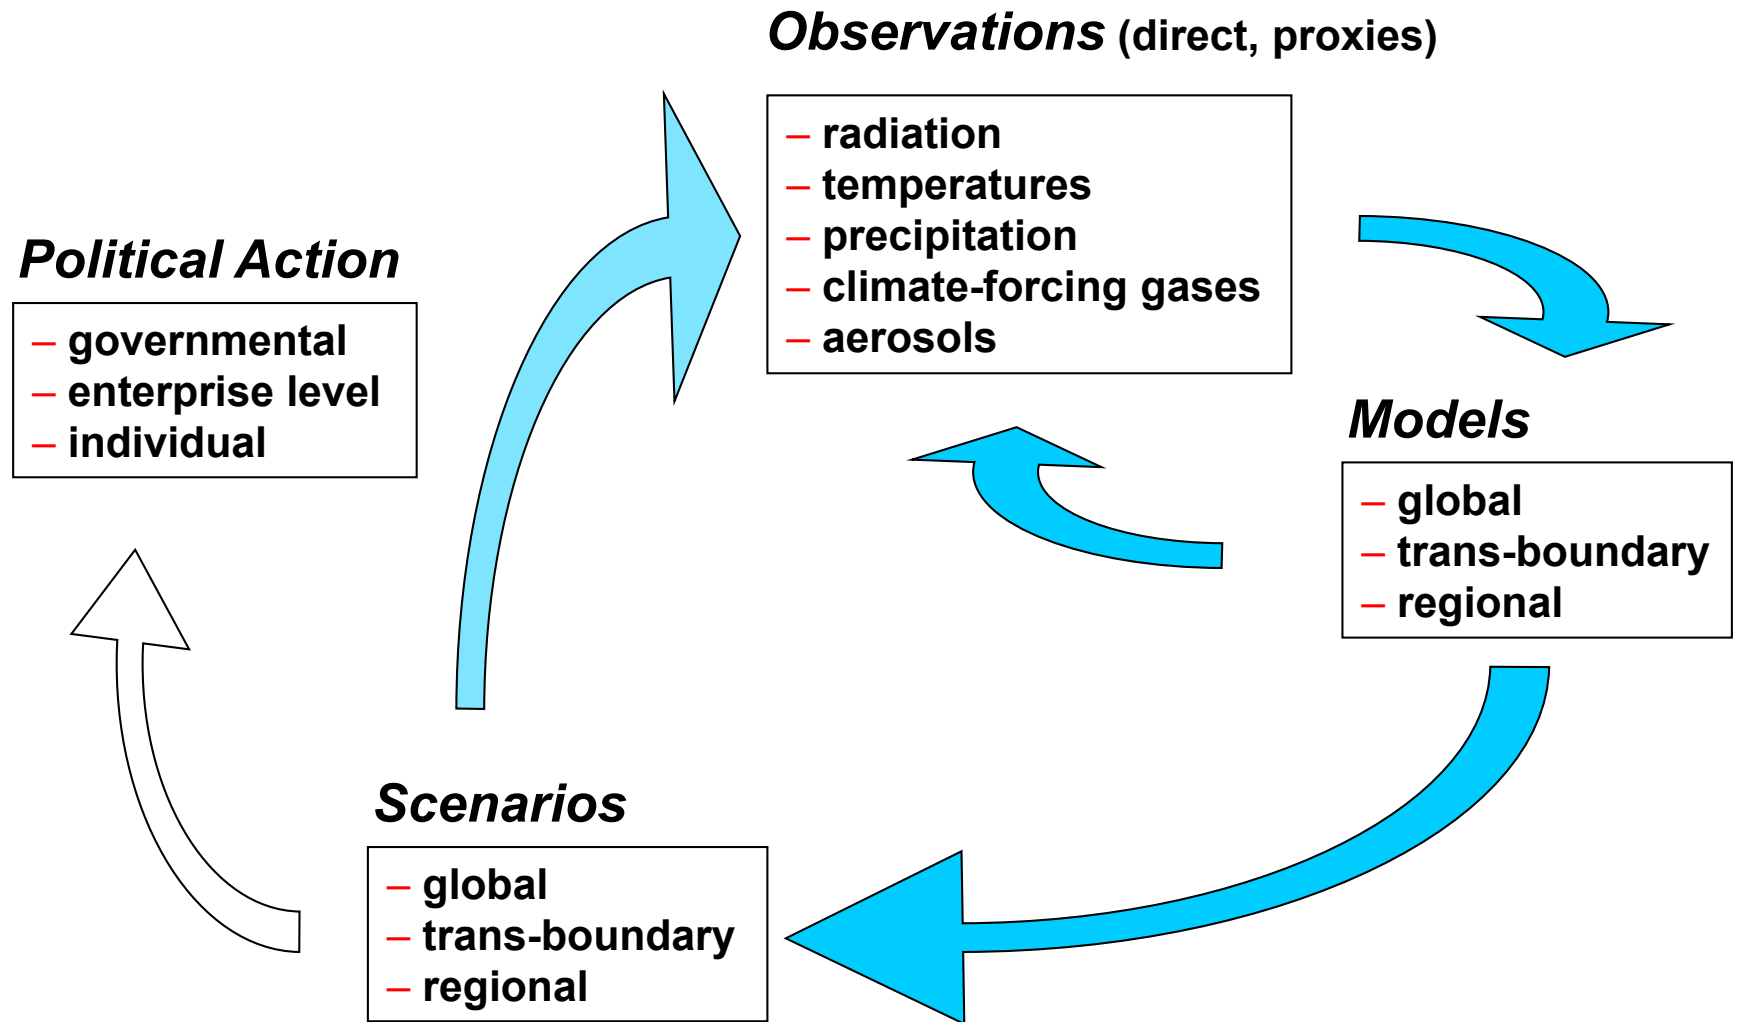 Observations (direct, proxies)
– radiation
– temperatures
– precipitation
– climate-forcing gases
– aerosols
Political Action
– governmental
– enterprise level
– individual
Models
– global
– trans-boundary
– regional
Scenarios
– global
– trans-boundary
– regional